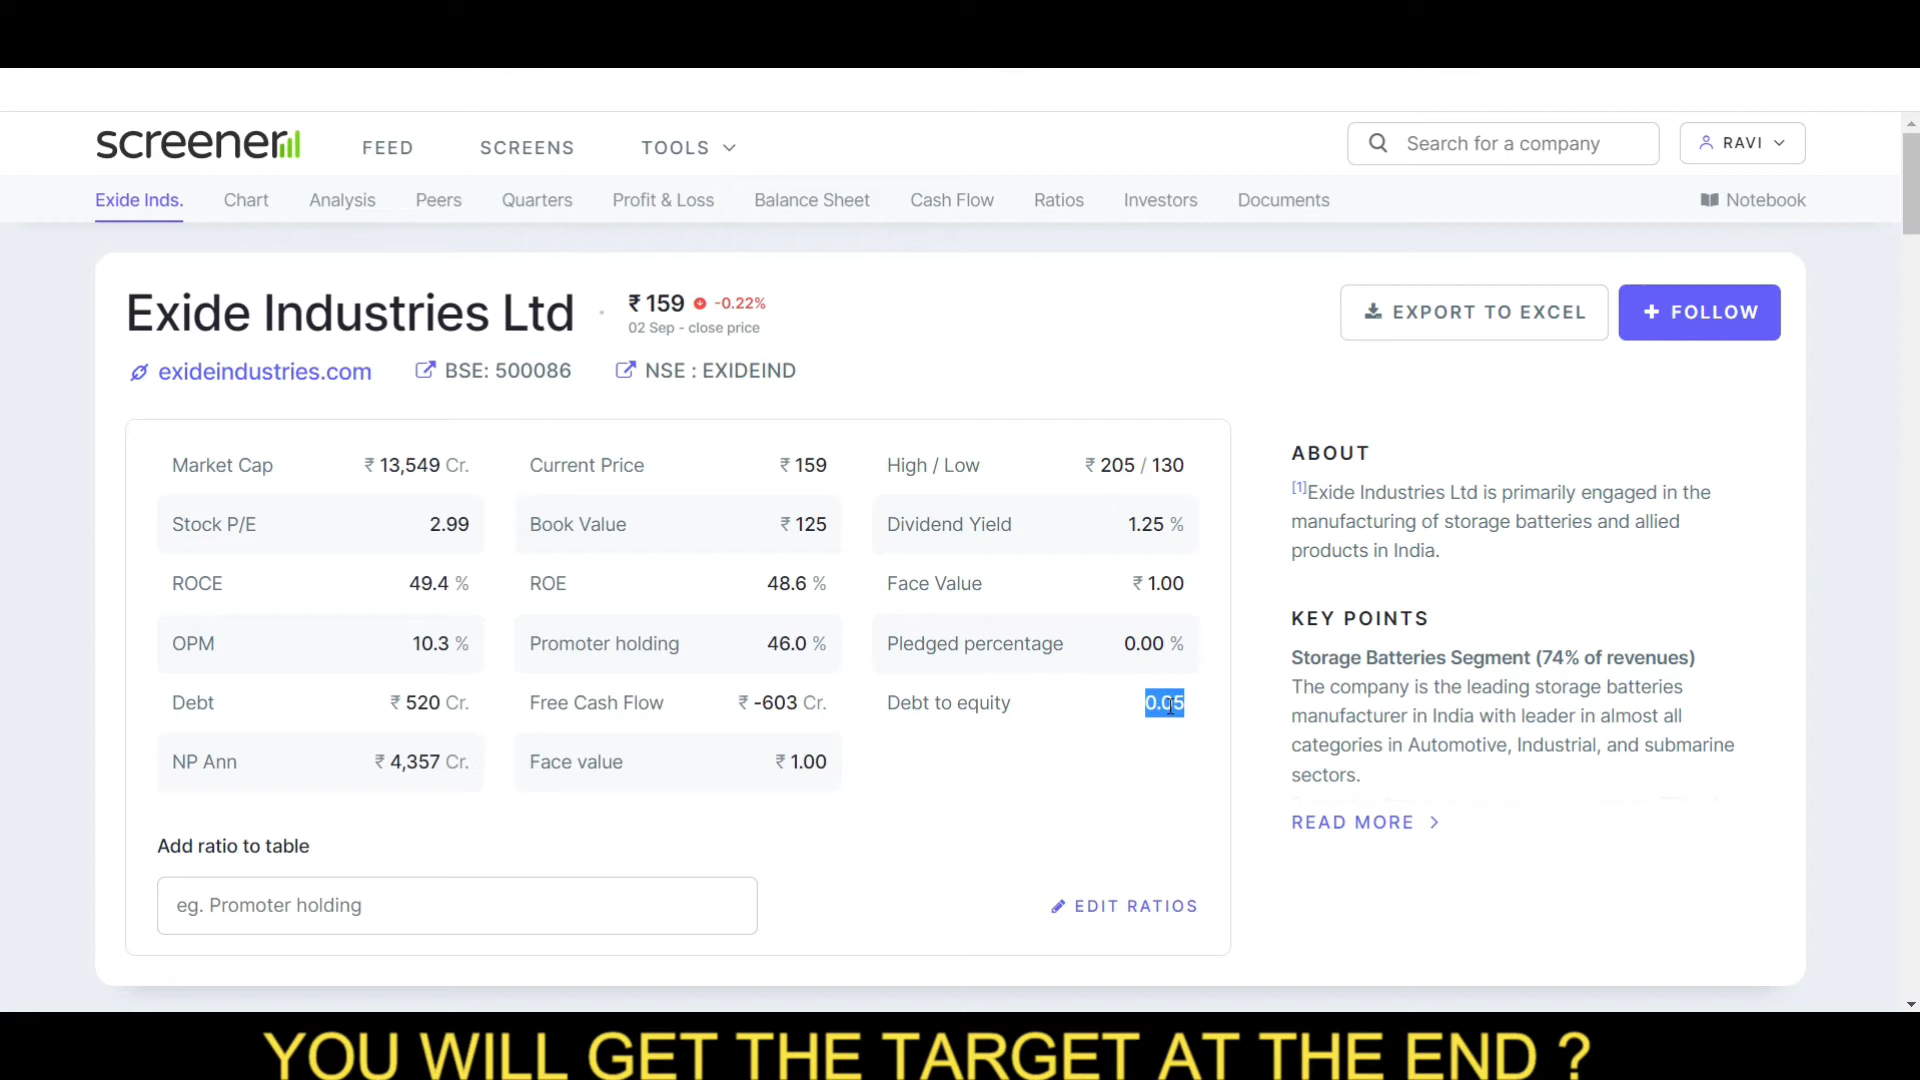 screener
FEED
SCREENS
TOOLS
Search for a company
RAVI
Exide Inds.
Chart
Analysis
Peers
Quarters
Profit & Loss
Balance Sheet
Cash Flow
Ratios
Investors
Documents
Notebook
Exide Industries Ltd
₹ 159 -0.22%
02 Sep - close price
EXPORT TO EXCEL
+ FOLLOW
exideindustries.com
BSE: 500086
NSE : EXIDEIND
Market Cap ₹ 13,549 Cr.
Current Price ₹ 159
High / Low ₹ 205 / 130
Stock P/E 2.99
Book Value ₹ 125
Dividend Yield 1.25 %
ROCE 49.4 %
ROE 48.6 %
Face Value ₹ 1.00
OPM 10.3 %
Promoter holding 46.0 %
Pledged percentage 0.00 %
Debt ₹ 520 Cr.
Free Cash Flow ₹ -603 Cr.
Debt to equity 0.05
NP Ann ₹ 4,357 Cr.
Face value ₹ 1.00
Add ratio to table
eg. Promoter holding
EDIT RATIOS
ABOUT
[1]Exide Industries Ltd is primarily engaged in the
manufacturing of storage batteries and allied
products in India.
KEY POINTS
Storage Batteries Segment (74% of revenues)
The company is the leading storage batteries
manufacturer in India with leader in almost all
categories in Automotive, Industrial, and submarine
sectors.
READ MORE
YOU WILL GET THE TARGET AT THE END ?